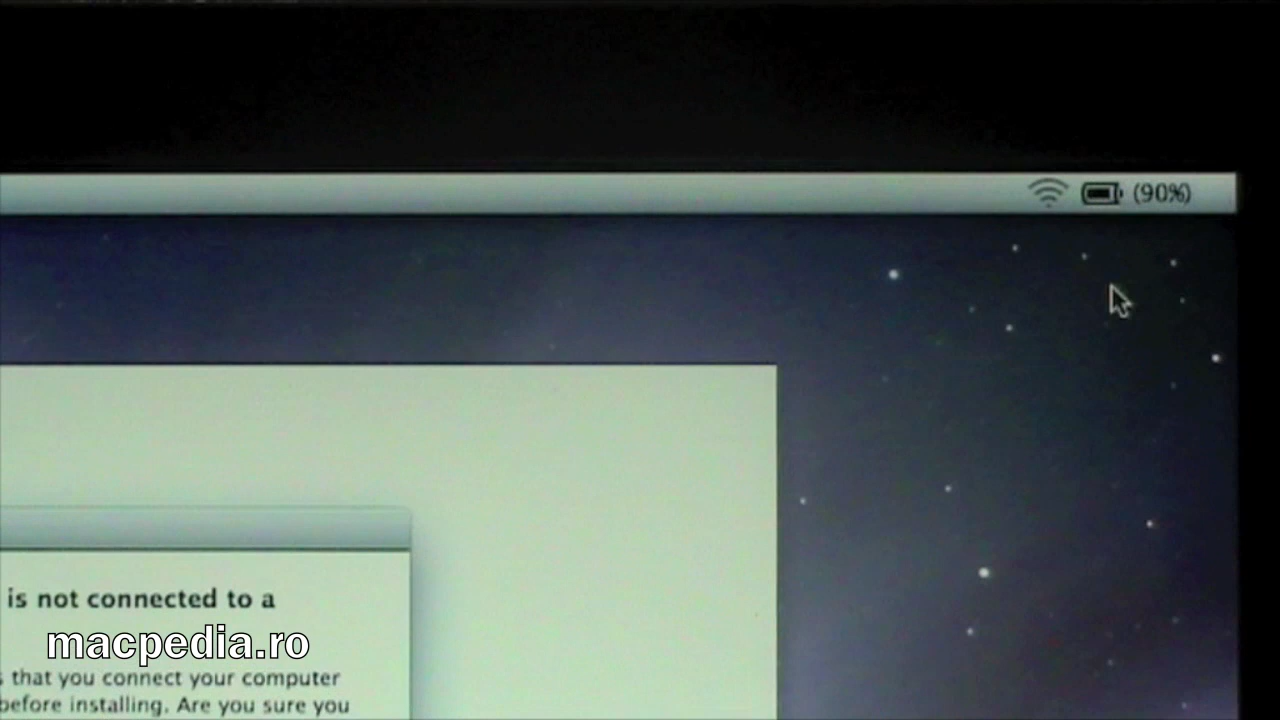 (90%)
is not connected to a
macpedia.ro
that you connect your computer
before installing. Are you sure you